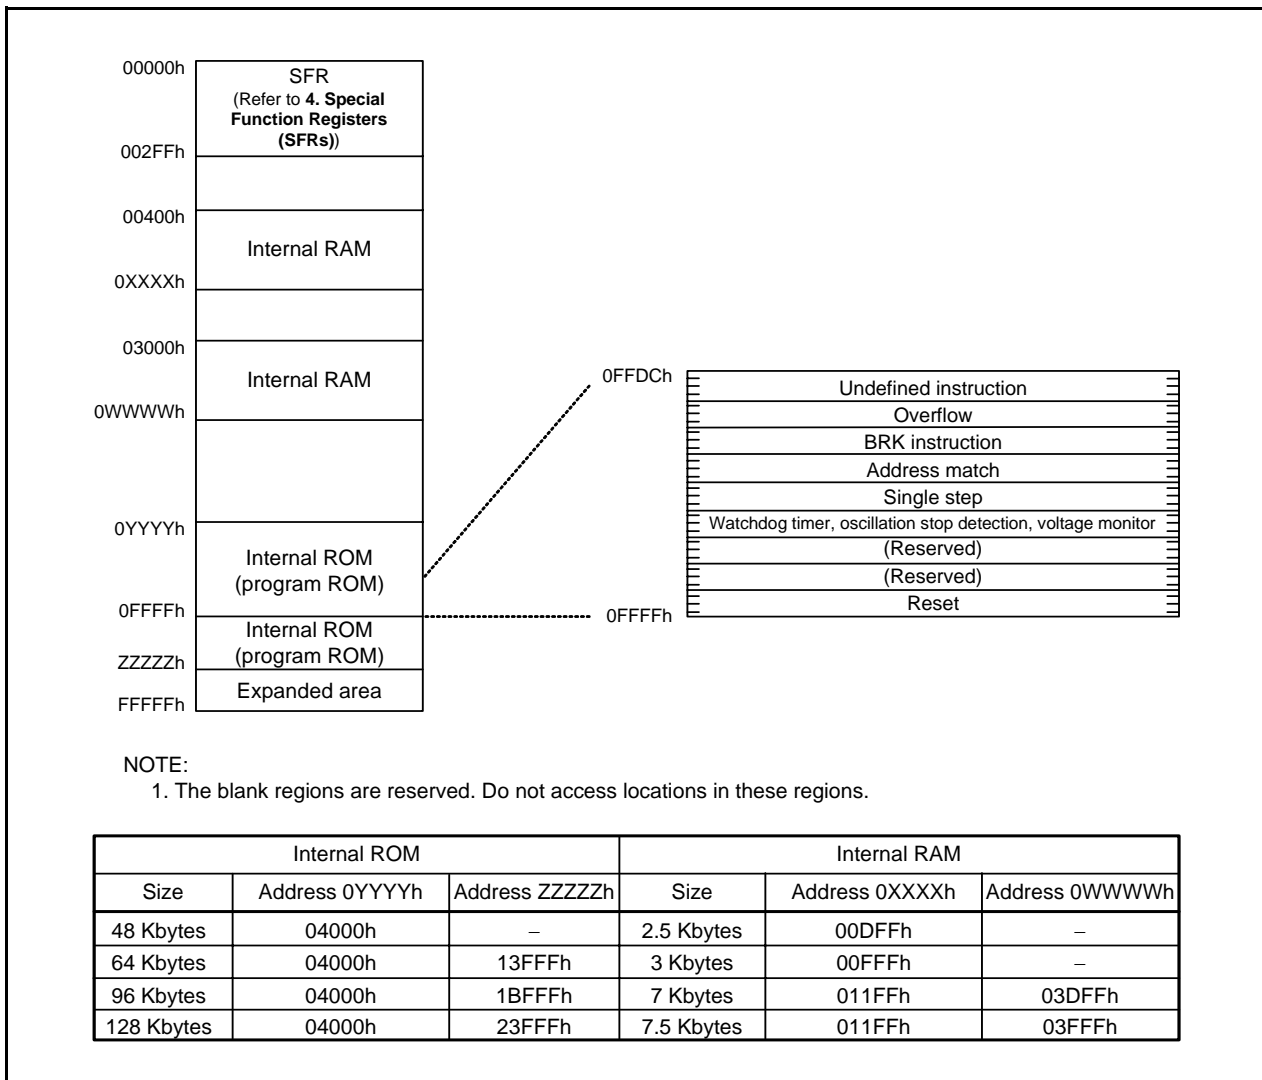 00000h
SFR
(Refer to 4. Special
Function Registers
(SFRs))
002FFh
00400h
Internal RAM
0XXXXh
03000h
Internal RAM
0WWWWh
0YYYYh
Internal ROM
(program ROM)
0FFFFh
Internal ROM
(program ROM)
ZZZZZh
Expanded area
FFFFFh
0FFDCh
Undefined instruction
Overflow
BRK instruction
Address match
Single step
Watchdog timer, oscillation stop detection, voltage monitor
(Reserved)
(Reserved)
Reset
0FFFFh
NOTE:
1. The blank regions are reserved. Do not access locations in these regions.
Internal ROM Internal RAM
Size Address 0YYYYh Address ZZZZZh Size Address 0XXXXh Address 0WWWWh
48 Kbytes 04000h – 2.5 Kbytes 00DFFh –
64 Kbytes 04000h 13FFFh 3 Kbytes 00FFFh –
96 Kbytes 04000h 1BFFFh 7 Kbytes 011FFh 03DFFh
128 Kbytes 04000h 23FFFh 7.5 Kbytes 011FFh 03FFFh